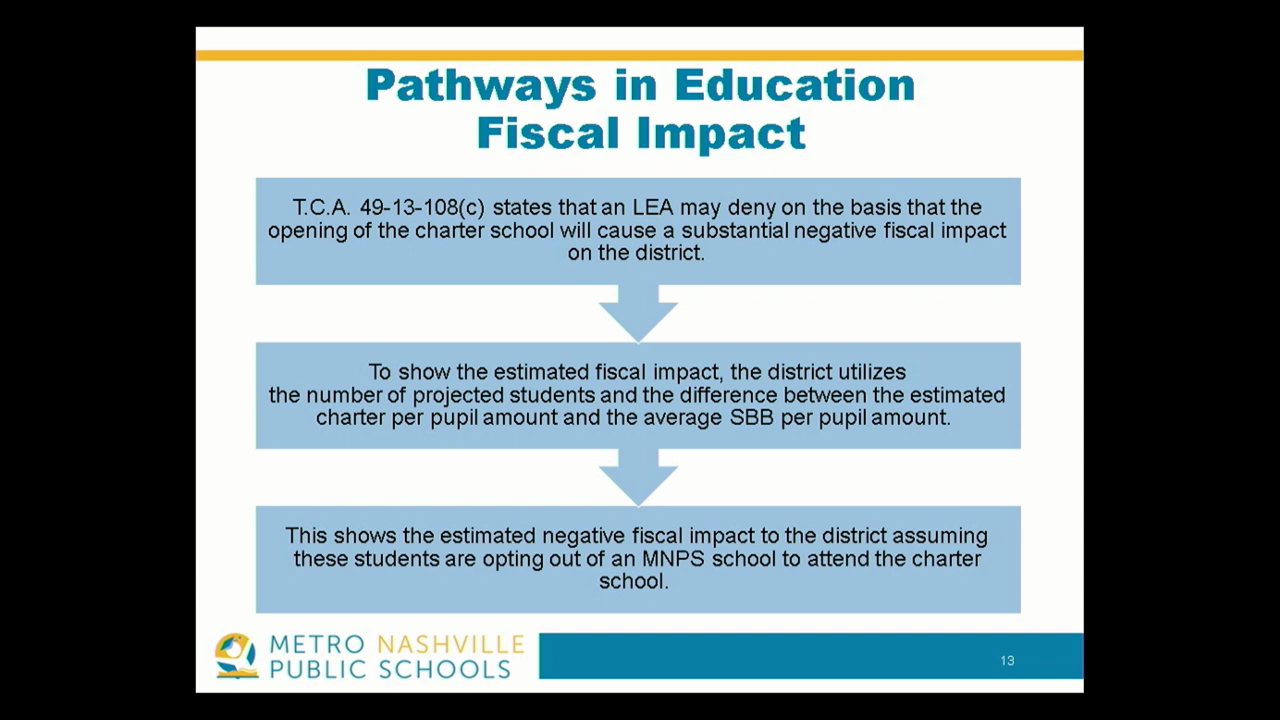 Pathways in Education
Fiscal Impact
T.C.A. 49-13-108(c) states that an LEA may deny on the basis that the
opening of the charter school will cause a substantial negative fiscal impact
on the district.
To show the estimated fiscal impact, the district utilizes
the number of projected students and the difference between the estimated
charter per pupil amount and the average SBB per pupil amount.
This shows the estimated negative fiscal impact to the district assuming
these students are opting out of an MNPS school to attend the charter
school.
METRO NASHVILLE
PUBLIC SCHOOLS
13